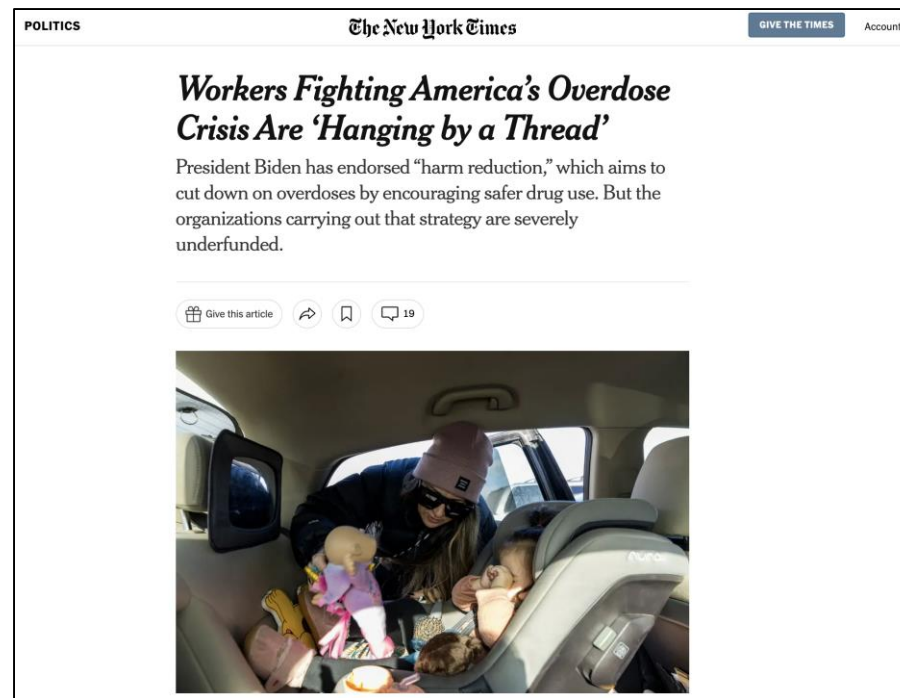 POLITICS
The New York Times
GIVE THE TIMES
Account
Workers Fighting America’s Overdose
Crisis Are ‘Hanging by a Thread’
President Biden has endorsed “harm reduction,” which aims to
cut down on overdoses by encouraging safer drug use. But the
organizations carrying out that strategy are severely
underfunded.
Give this article
19
nuna